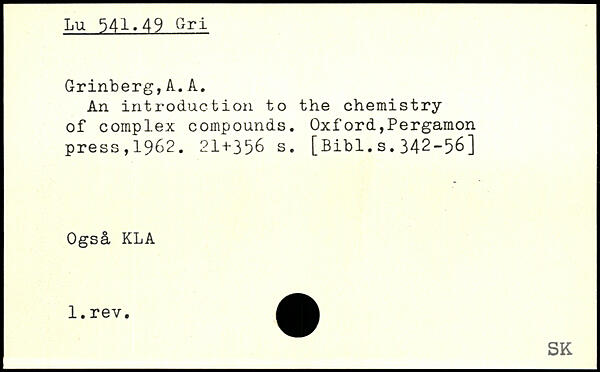 Lu 541.49 Gri
Grinberg,A.A.
An introduction to the chemistry
of complex compounds. Oxford,Pergamon
press,1962. 21+356 s. [Bibl.s.342-56]
Også KLA
1.rev.
SK